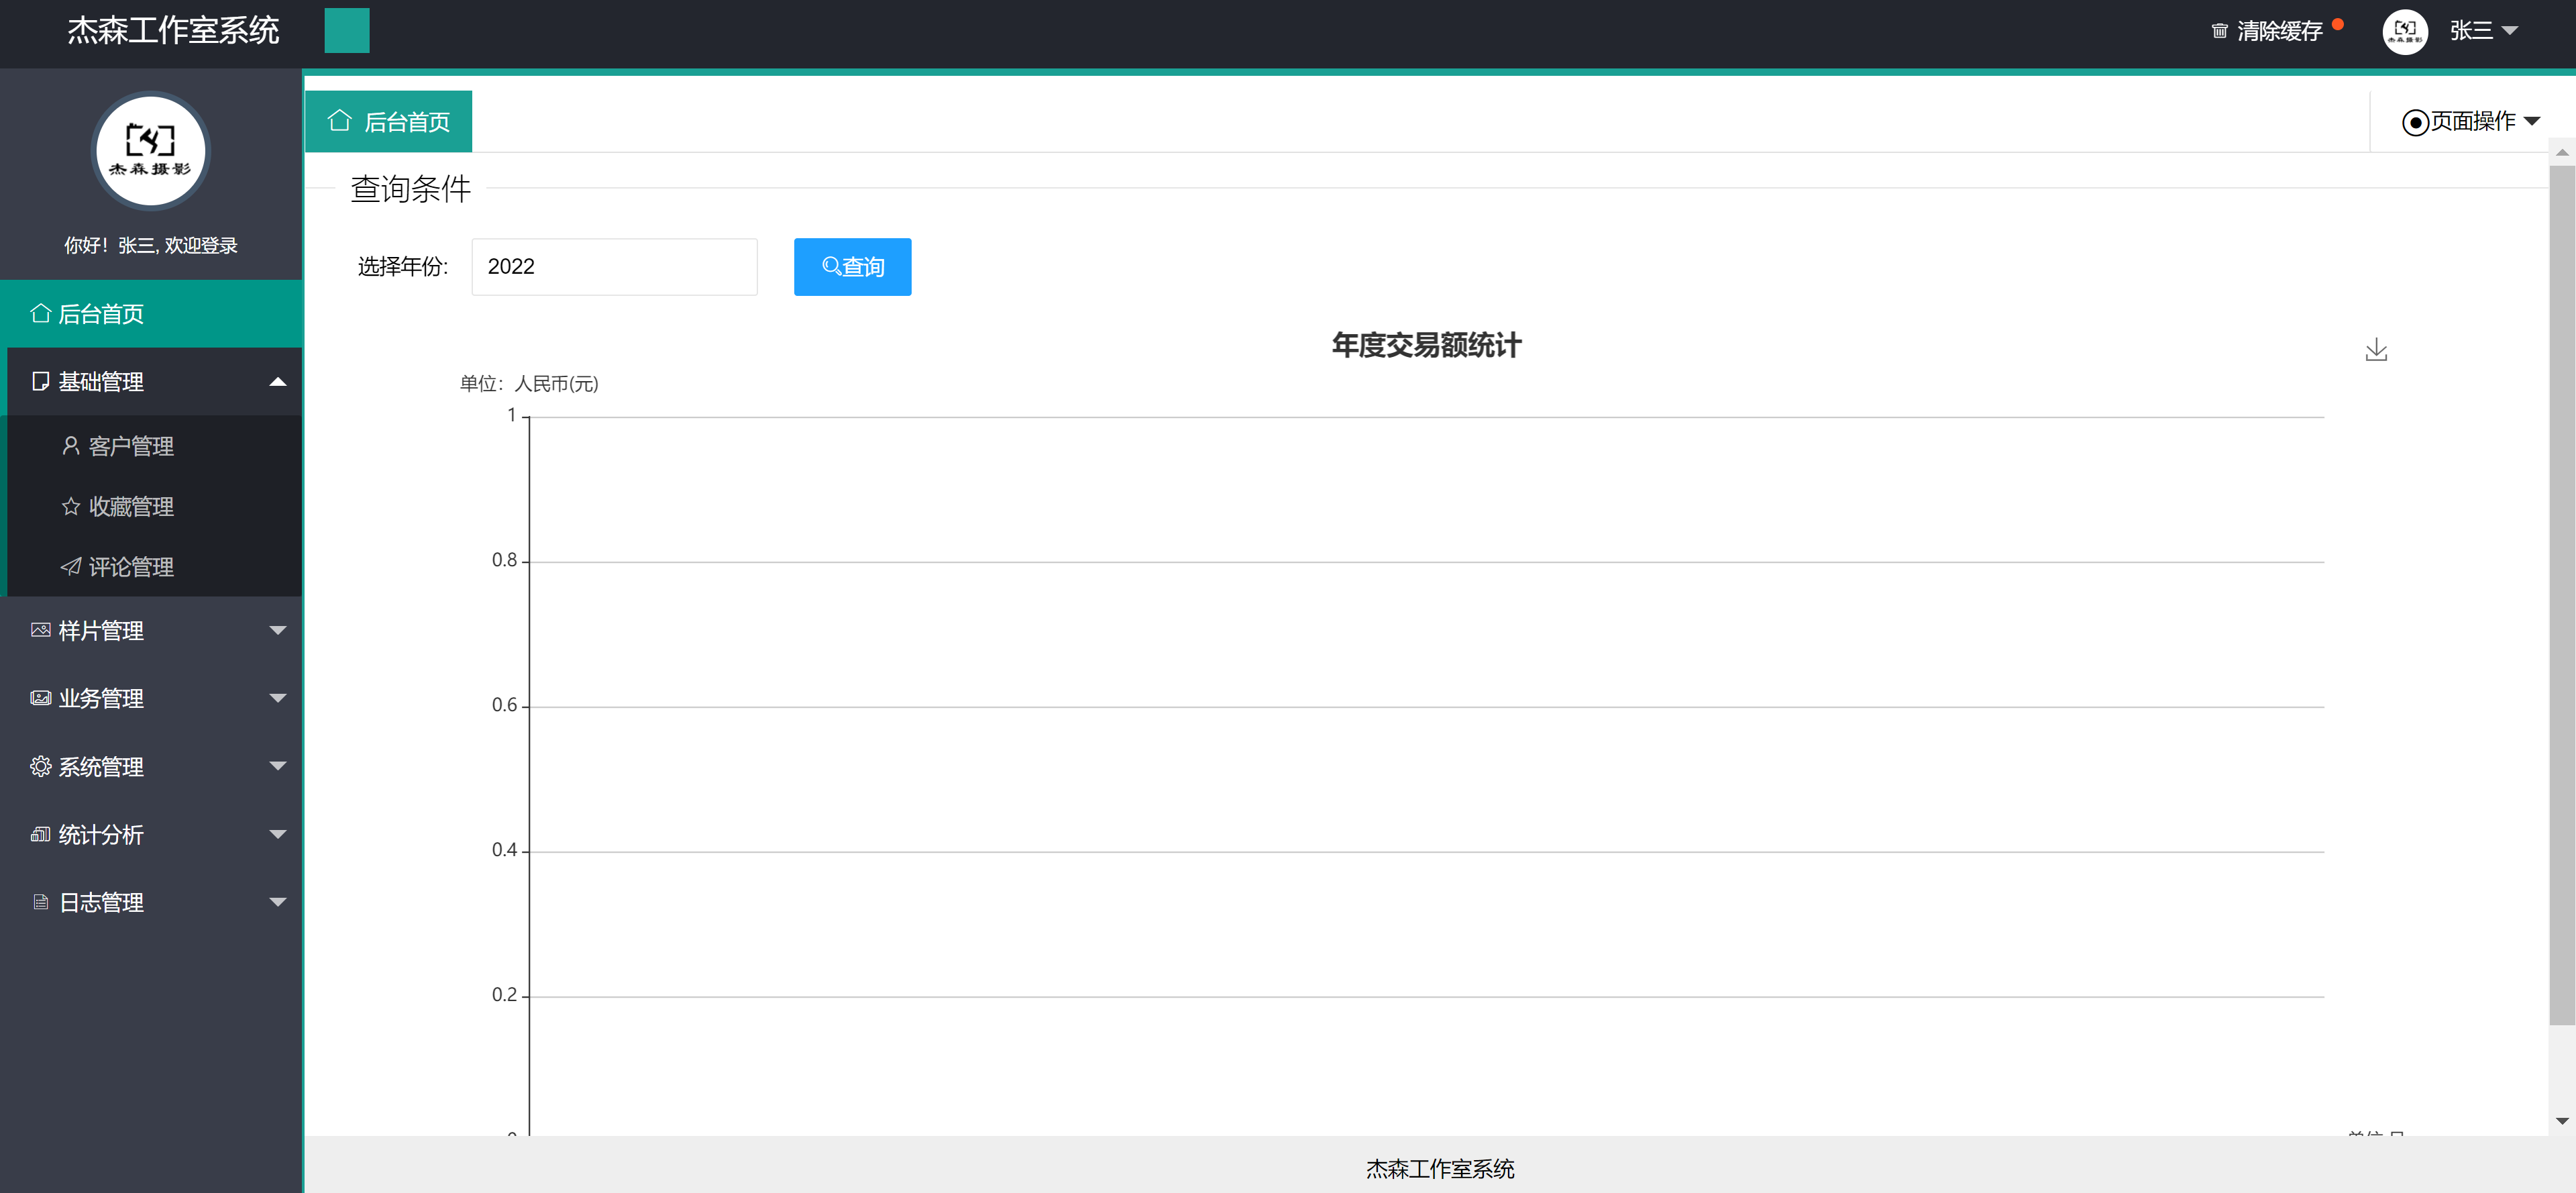 杰森工作室系统
清除缓存
杰森摄影
张三
杰森摄影
你好！张三, 欢迎登录
后台首页
基础管理
客户管理
收藏管理
评论管理
样片管理
业务管理
系统管理
统计分析
日志管理
后台首页
页面操作
查询条件
选择年份:
2022
查询
年度交易额统计
单位：人民币(元)
1
0.8
0.6
0.4
0.2
杰森工作室系统